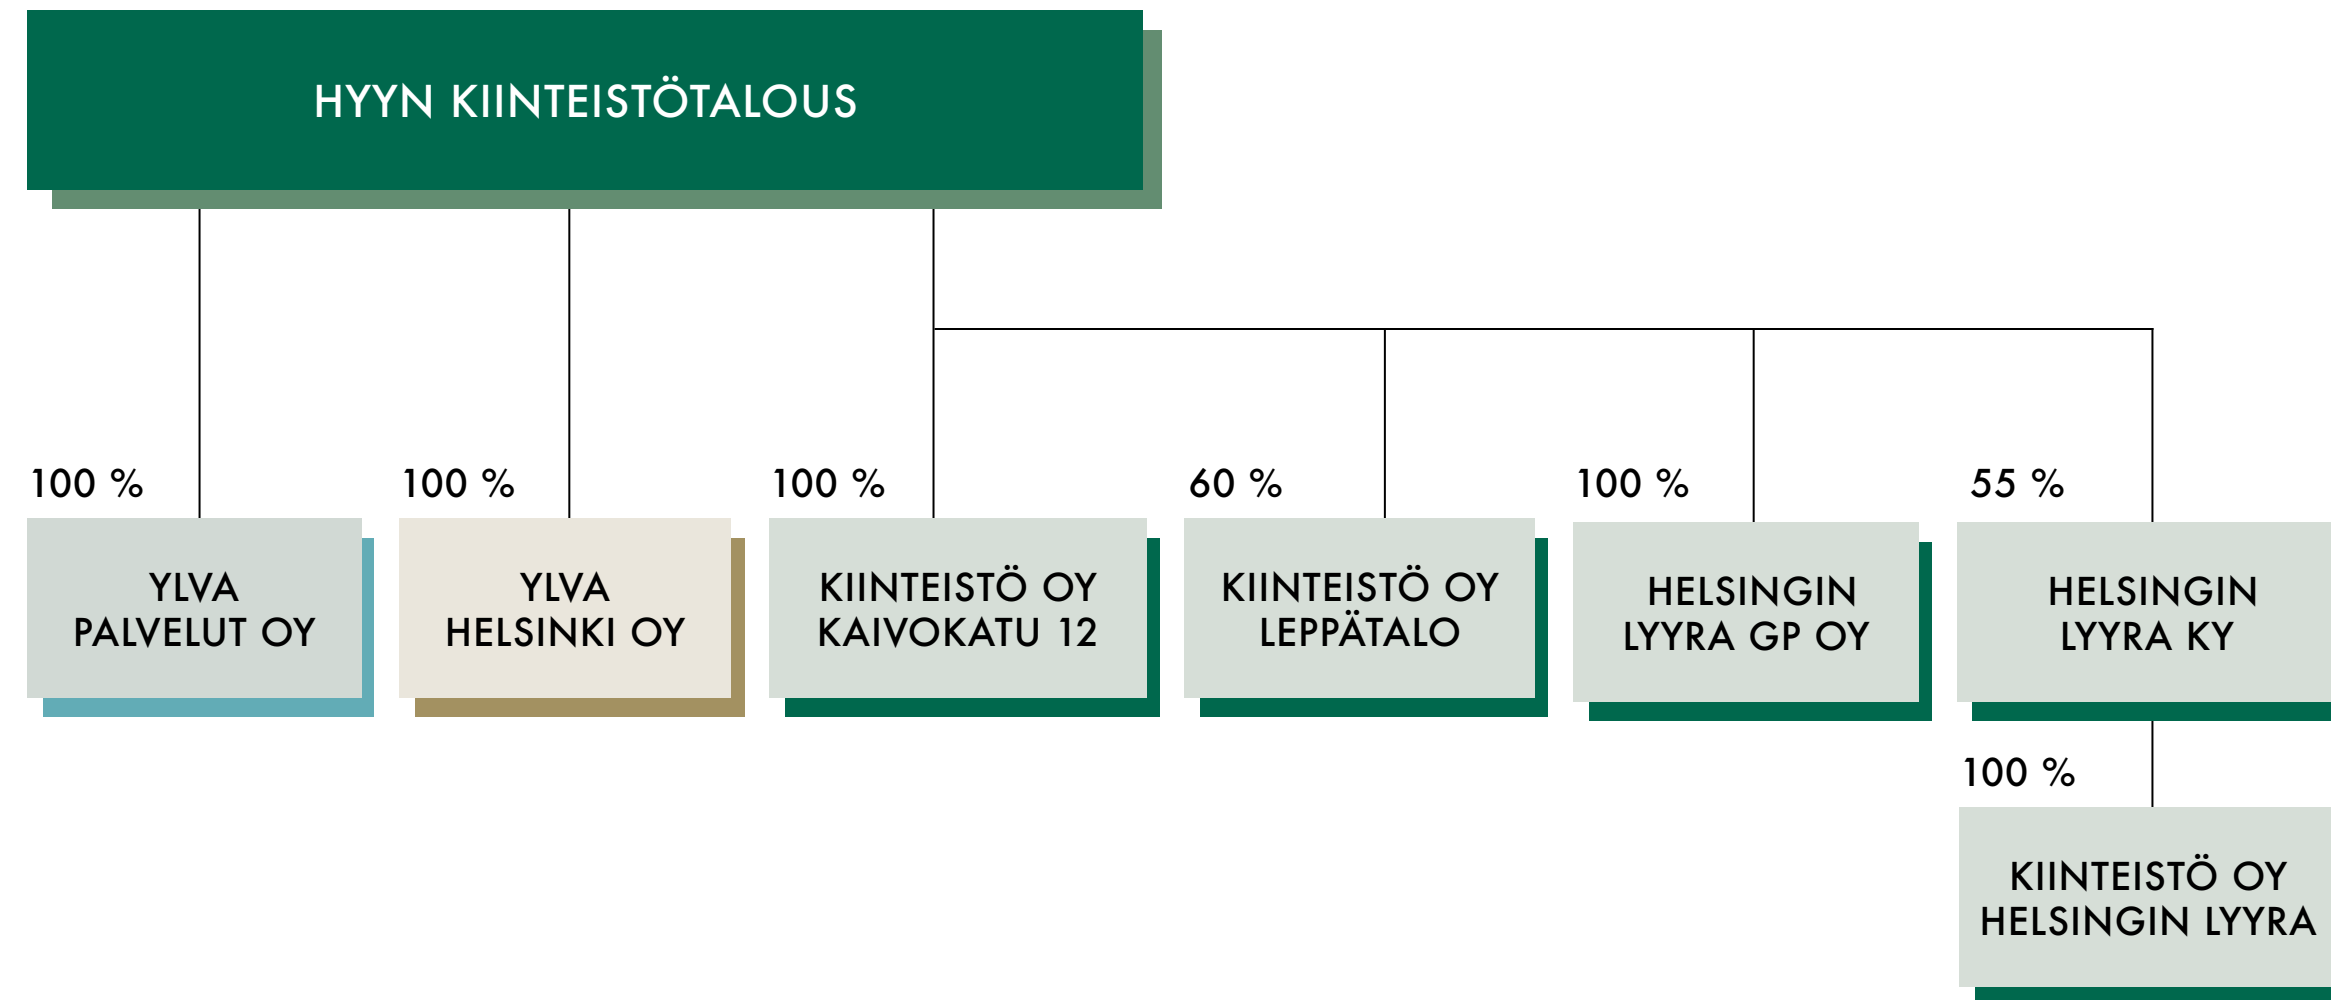 HYYN KIINTEISTÖTALOUS
100 %
100 %
100 %
60 %
100 %
55 %
YLVA
PALVELUT OY
YLVA
HELSINKI OY
KIINTEISTÖ OY
KAIVOKATU 12
KIINTEISTÖ OY
LEPPÄTALO
HELSINGIN
LYYRA GP OY
HELSINGIN
LYYRA KY
100 %
KIINTEISTÖ OY
HELSINGIN LYYRA